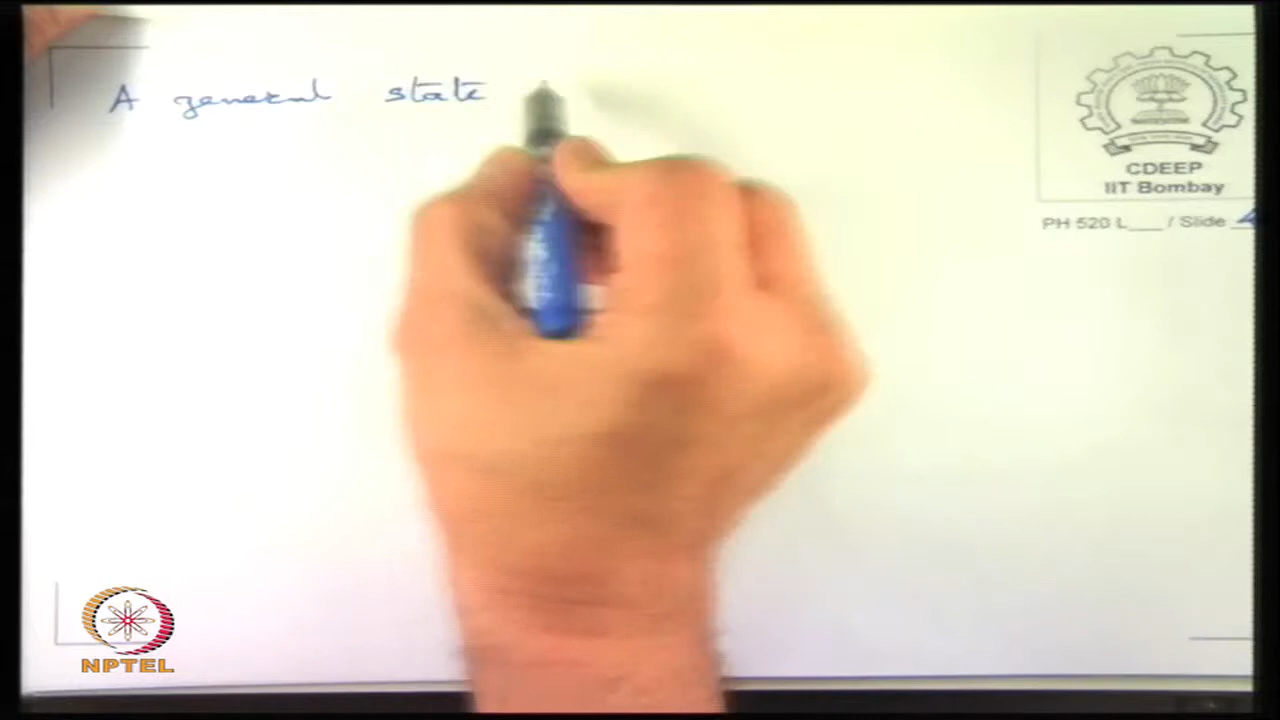 A general state
CDEEP
IIT Bombay
PH 520 L___ / Slide
NPTEL